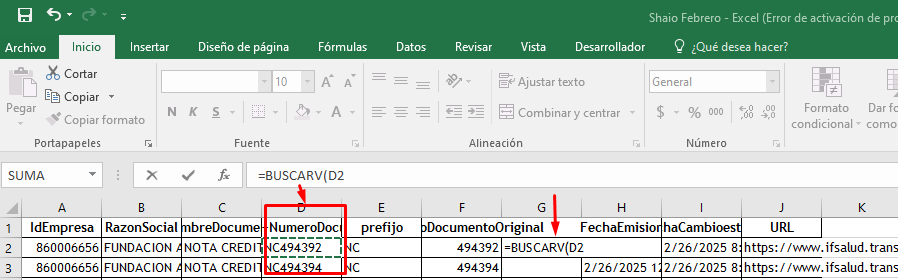 Shaio Febrero - Excel (Error de activación de pro
Archivo Inicio Insertar Diseño de página Fórmulas Datos Revisar Vista Desarrollador ¿Qué desea hacer?
Pegar Cortar Copiar Copiar formato
10 A A
N K S A
Ajustar texto
Combinar y centrar
General
$ % 000
Formato condicional
Dar fo como
Portapapeles Fuente Alineación Número
SUMA fx =BUSCARV(D2
A B C D E F G H I J K
1 IdEmpresa RazonSocial mbreDocume NumeroDocu prefijo oDocumentoOriginal FechaEmision haCambioest URL
2 860006656 FUNDACION A NOTA CREDIT NC494392 NC 494392 =BUSCARV(D2 2/26/2025 8: https://www.ifsalud.trans
3 860006656 FUNDACION A NOTA CREDIT NC494394 NC 494394 2/26/2025 12 2/26/2025 8: https://www.ifsalud.trans